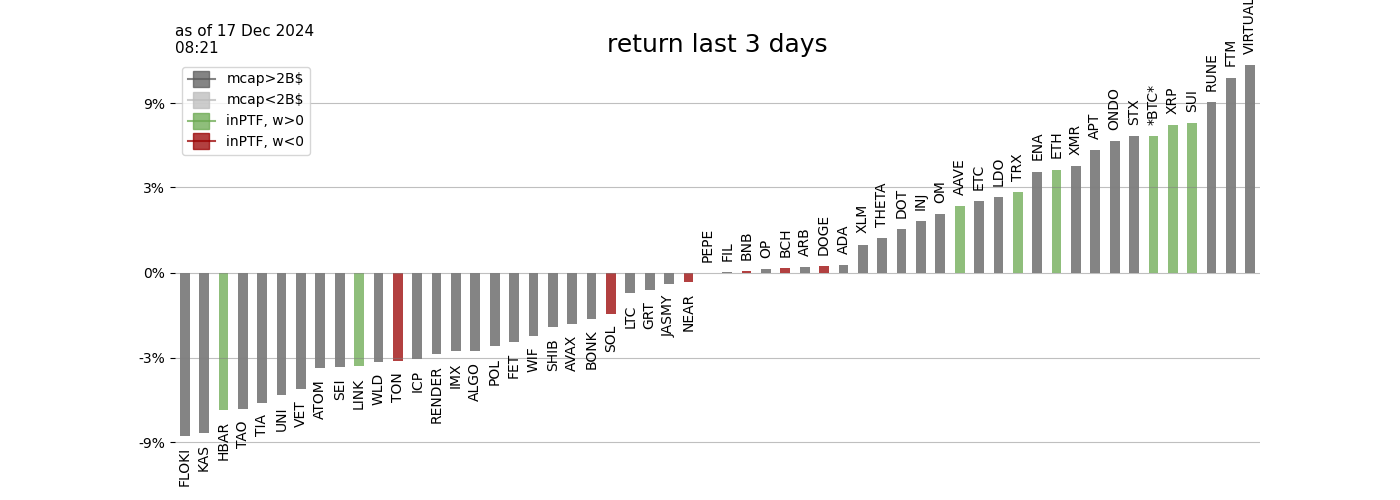 as of 17 Dec 2024
08:21
return last 3 days
mcap>2B$
mcap<2B$
inPTF, w>0
inPTF, w<0
9%
3%
0%
-3%
-9%
FLOKI
KAS
HBAR
TAO
TIA
UNI
VET
ATOM
SEI
LINK
WLD
TON
ICP
RENDER
IMX
ALGO
POL
FET
WIF
SHIB
AVAX
BONK
SOL
LTC
GRT
JASMY
NEAR
PEPE
FIL
BNB
OP
BCH
ARB
DOGE
ADA
XLM
THETA
DOT
INJ
OM
AAVE
ETC
LDO
TRX
ENA
ETH
XMR
APT
ONDO
STX
*BTC*
XRP
SUI
RUNE
FTM
VIRTUAL